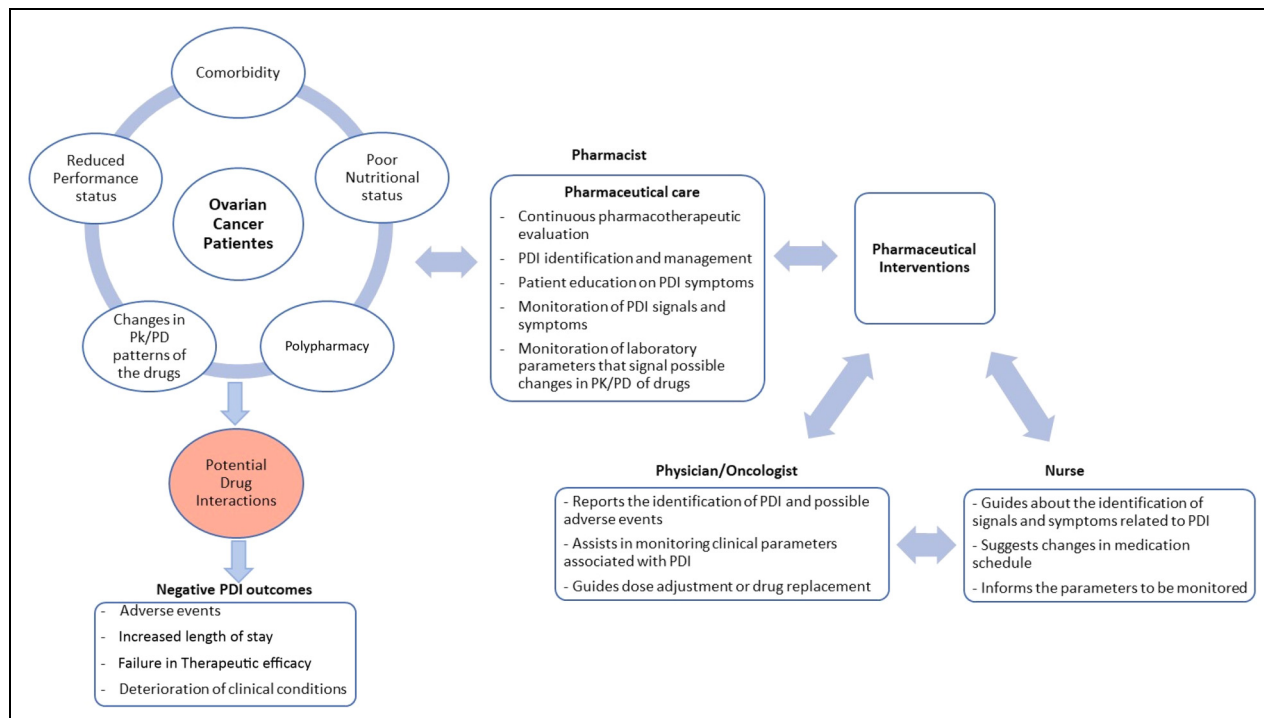 Comorbidity
Reduced
Performance
status
Poor
Nutritional
status
Ovarian
Cancer
Patientes
Changes in
Pk/PD
patterns of
the drugs
Polypharmacy
Potential
Drug
Interactions
Negative PDI outcomes
- Adverse events
- Increased length of stay
- Failure in Therapeutic efficacy
- Deterioration of clinical conditions
Pharmacist
Pharmaceutical care
- Continuous pharmacotherapeutic
evaluation
- PDI identification and management
- Patient education on PDI symptoms
- Monitoration of PDI signals and
symptoms
- Monitoration of laboratory
parameters that signal possible
changes in PK/PD of drugs
Pharmaceutical
Interventions
Physician/Oncologist
- Reports the identification of PDI and possible
adverse events
- Assists in monitoring clinical parameters
associated with PDI
- Guides dose adjustment or drug replacement
Nurse
- Guides about the identification of
signals and symptoms related to PDI
- Suggests changes in medication
schedule
- Informs the parameters to be monitored